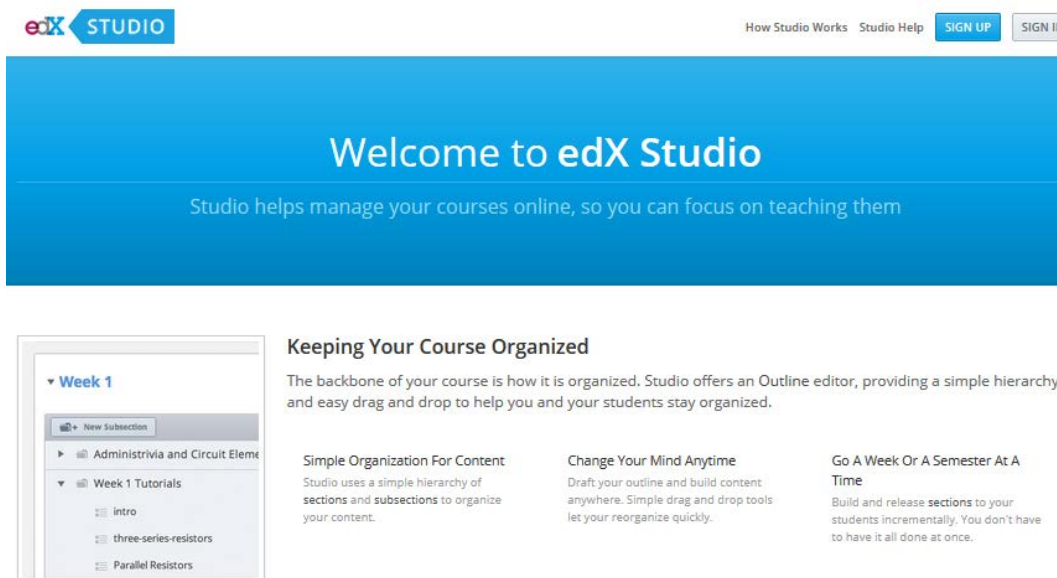 edX STUDIO
How Studio Works Studio Help SIGN UP SIGN I
Welcome to edX Studio
Studio helps manage your courses online, so you can focus on teaching them
Week 1
New Subsection
Administrivia and Circuit Eleme
Week 1 Tutorials
intro
three-series-resistors
Parallel Resistors
Keeping Your Course Organized
The backbone of your course is how it is organized. Studio offers an Outline editor, providing a simple hierarchy
and easy drag and drop to help you and your students stay organized.
Simple Organization For Content
Studio uses a simple hierarchy of
sections and subsections to organize
your content.
Change Your Mind Anytime
Draft your outline and build content
anywhere. Simple drag and drop tools
let your reorganize quickly.
Go A Week Or A Semester At A
Time
Build and release sections to your
students incrementally. You don't have
to have it all done at once.